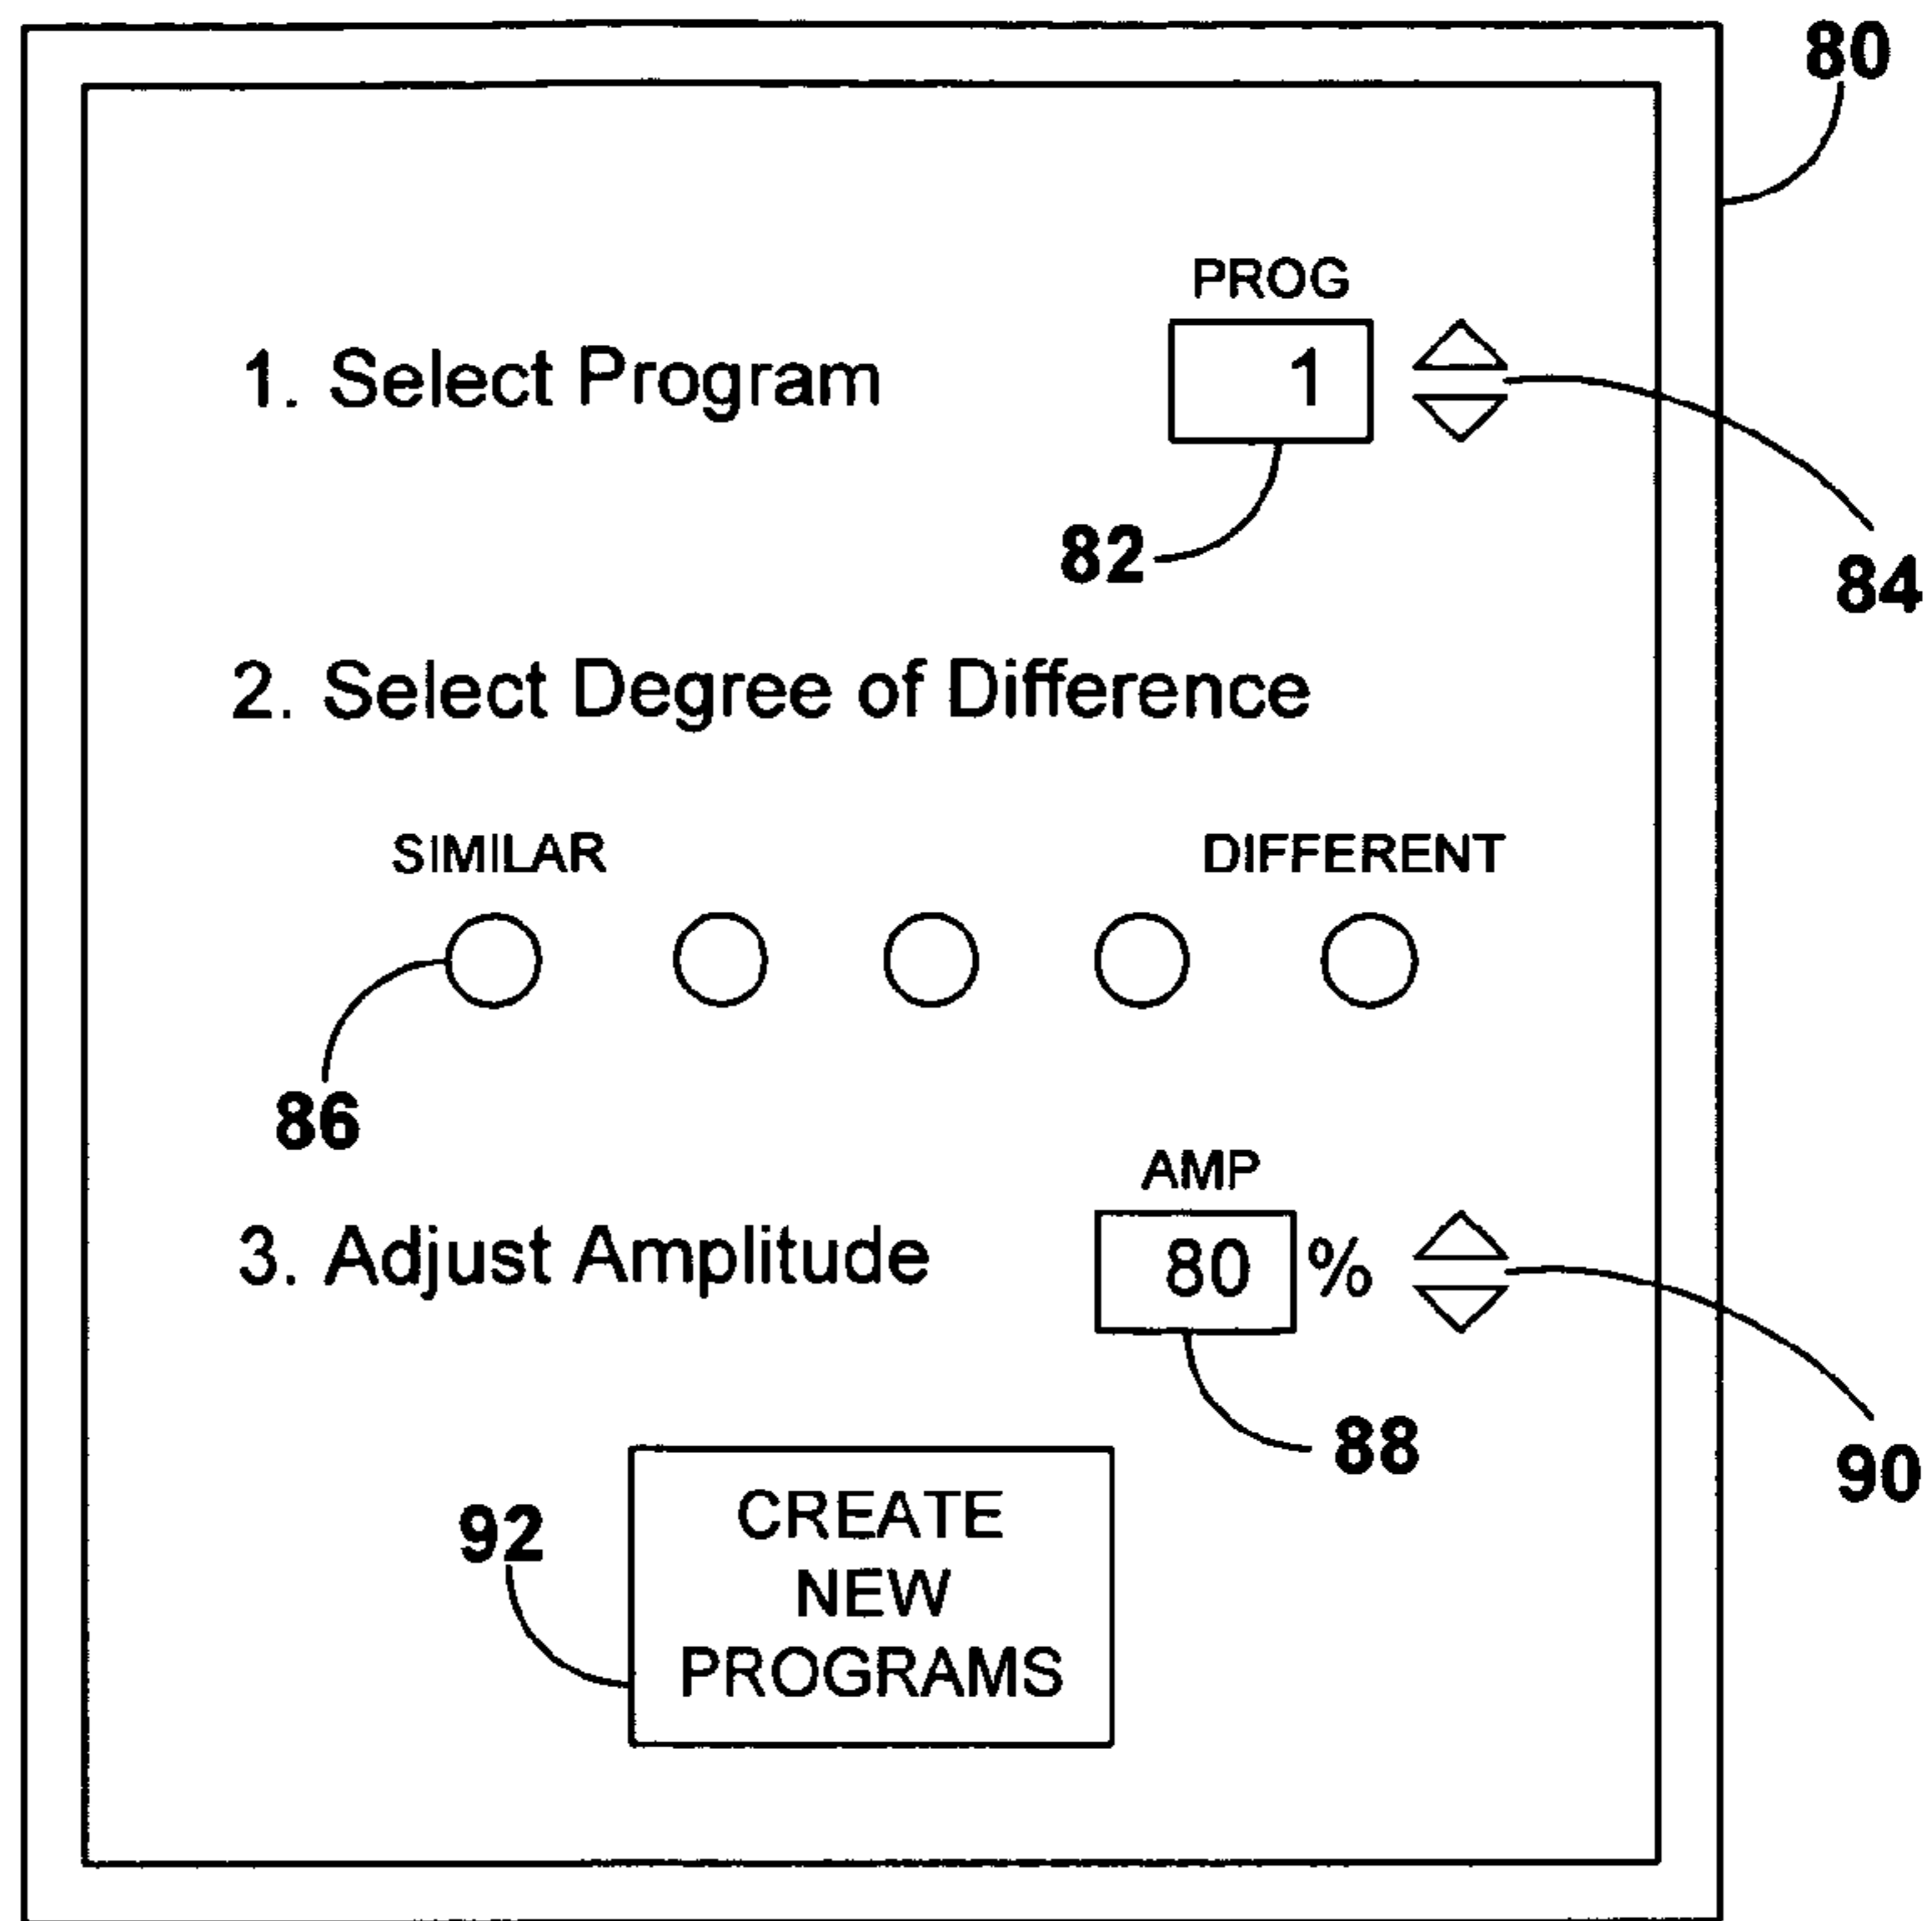 80
PROG
1. Select Program 1
82
84
2. Select Degree of Difference
SIMILAR DIFFERENT
86
AMP
3. Adjust Amplitude 80 %
88
90
92
CREATE
NEW
PROGRAMS